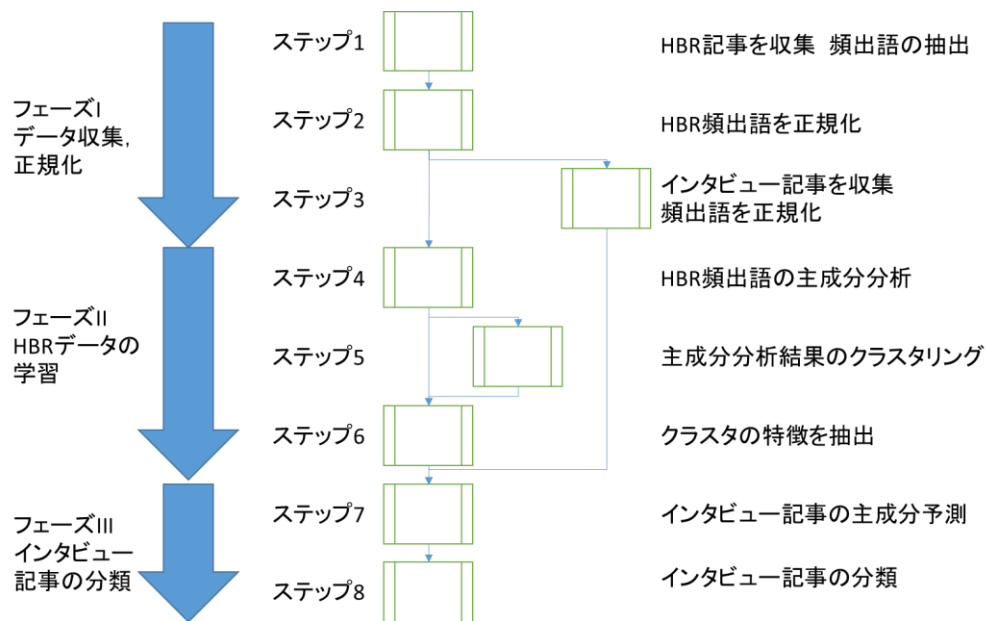 ステップ1
HBR記事を収集 頻出語の抽出
フェーズI
データ収集,
正規化
ステップ2
HBR頻出語を正規化
ステップ3
インタビュー記事を収集
頻出語を正規化
ステップ4
HBR頻出語の主成分分析
フェーズII
HBRデータの
学習
ステップ5
主成分分析結果のクラスタリング
ステップ6
クラスタの特徴を抽出
ステップ7
インタビュー記事の主成分予測
フェーズIII
インタビュー
記事の分類
ステップ8
インタビュー記事の分類